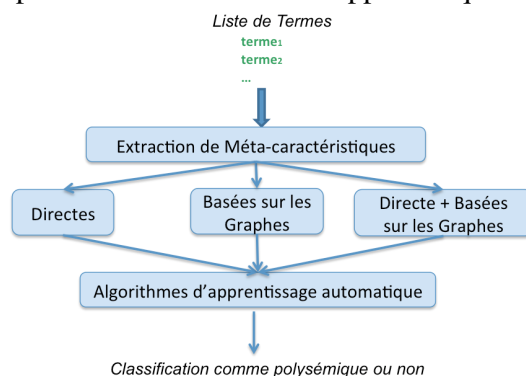 Liste de Termes
terme1
terme2
...
Extraction de Méta-caractéristiques
Directes
Basées sur les
Graphes
Directe + Basées
sur les Graphes
Algorithmes d'apprentissage automatique
Classification comme polysémique ou non